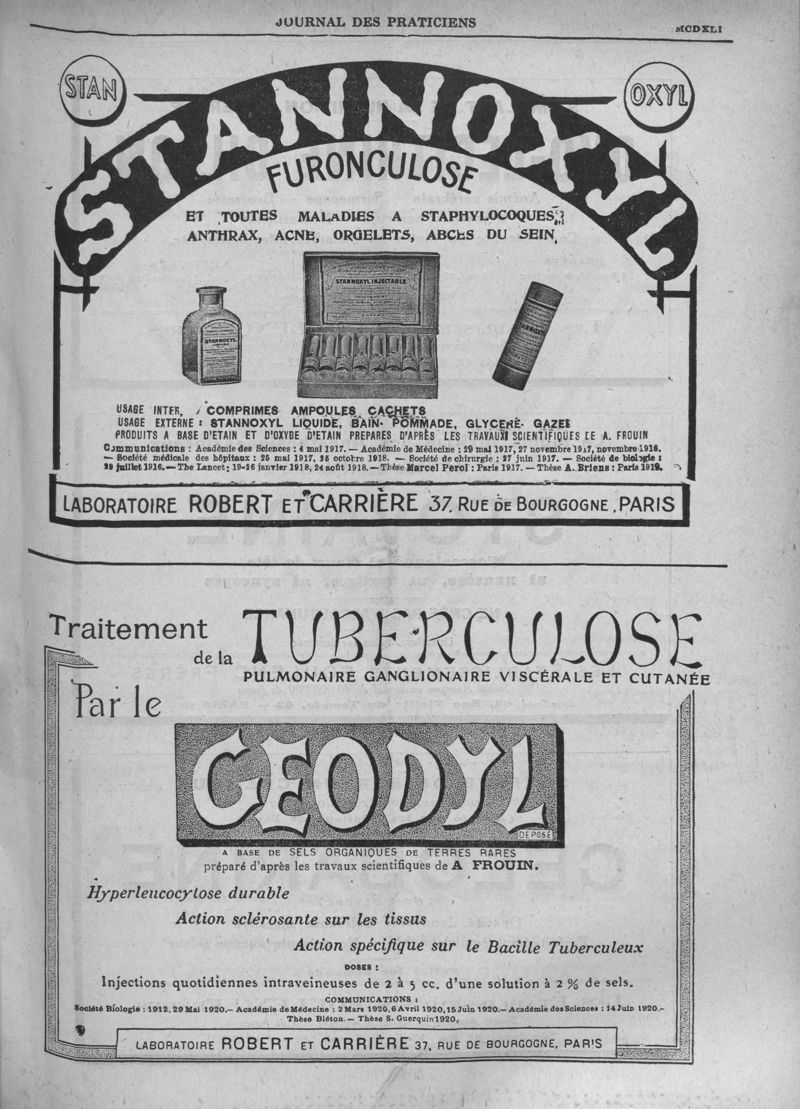 JOURNAL DES PRATICIENS
MCDXLI
STAN
OXYL
STANNOXYL
FURONCULOSE
ET TOUTES MALADIES A STAPHYLOCOQUES
ANTHRAX, ACNE, ORGELETS, ABCES DU SEIN
STANNOXYL INJECTABLE
STANNOXYL
STANNOXYL
USAGE INTER, COMPRIMES AMPOULES CACHETS
USAGE EXTERNE : STANNOXYL LIQUIDE, BAIN- POMMADE, GLYCERE- GAZE
PRODUITS A BASE D'ETAIN ET D'OXYDE D'ETAIN PREPARES D'APRÈS LES TRAVAUX SCIENTIFIQUES DE A. FROUIN
Communications : Académie des Sciences : 4 mai 1917. — Académie de Médecine : 29 mai 1917, 27 novembre 1917, novembre 1918.
— Société médicale des hôpitaux : 25 mai 1917, 25 octobre 1918. — Société de chirurgie : 27 juin 1917. — Société de biologie :
29 juillet 1916. — The Lancet; 19-26 janvier 1918, 24 août 1918. — Thèse Marcel Perol : Paris 1917. — Thèse A. Briens : Paris 1919.
LABORATOIRE ROBERT ET CARRIÈRE 37, RUE DE BOURGOGNE, PARIS
Traitement
de la
TUBERCULOSE
PULMONAIRE GANGLIONAIRE VISCÉRALE ET CUTANÉE
Par le
GEODYL
DEPOSÉ
A BASE DE SELS ORGANIQUES DE TERRES RARES
préparé d'après les travaux scientifiques de A FROUIN.
Hyperleucocytose durable
Action sclérosante sur les tissus
Action spécifique sur le Bacille Tuberculeux
DOSES :
Injections quotidiennes intraveineuses de 2 à 5 cc. d'une solution à 2 % de sels.
COMMUNICATIONS :
Société Biologie : 1912, 29 Mai 1920. — Académie de Médecine : 2 Mars 1920, 6 Avril 1920, 15 Juin 1920. — Académie des Sciences : 14 Juin 1920. —
Thèse Bléton. — Thèse S. Guerquin 1920.
LABORATOIRE ROBERT ET CARRIÈRE 37, RUE DE BOURGOGNE, PARIS